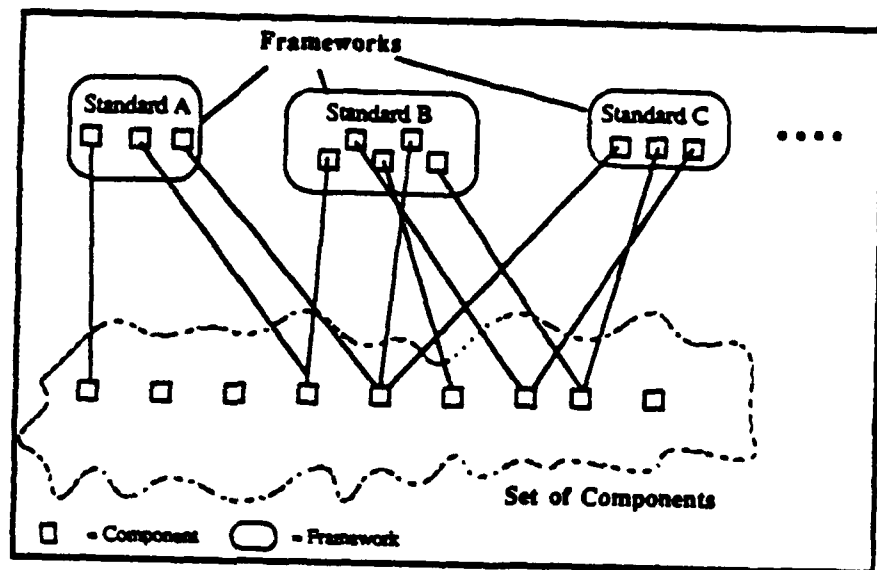 Frameworks
Standard A
Standard B
Standard C
Set of Components
= Component
= Framework